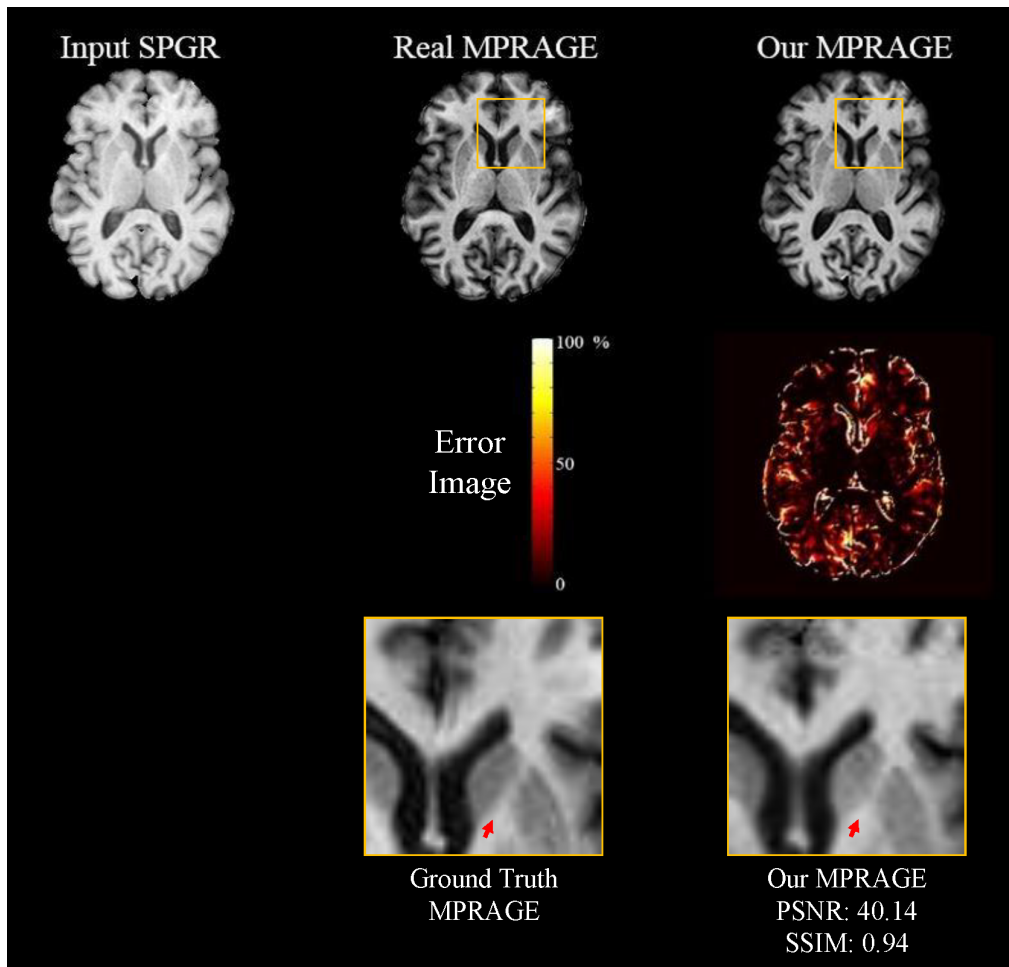 Input SPGR
Real MPRAGE
Our MPRAGE
100 %
50
0
Error
Image
Ground Truth
MPRAGE
Our MPRAGE
PSNR: 40.14
SSIM: 0.94